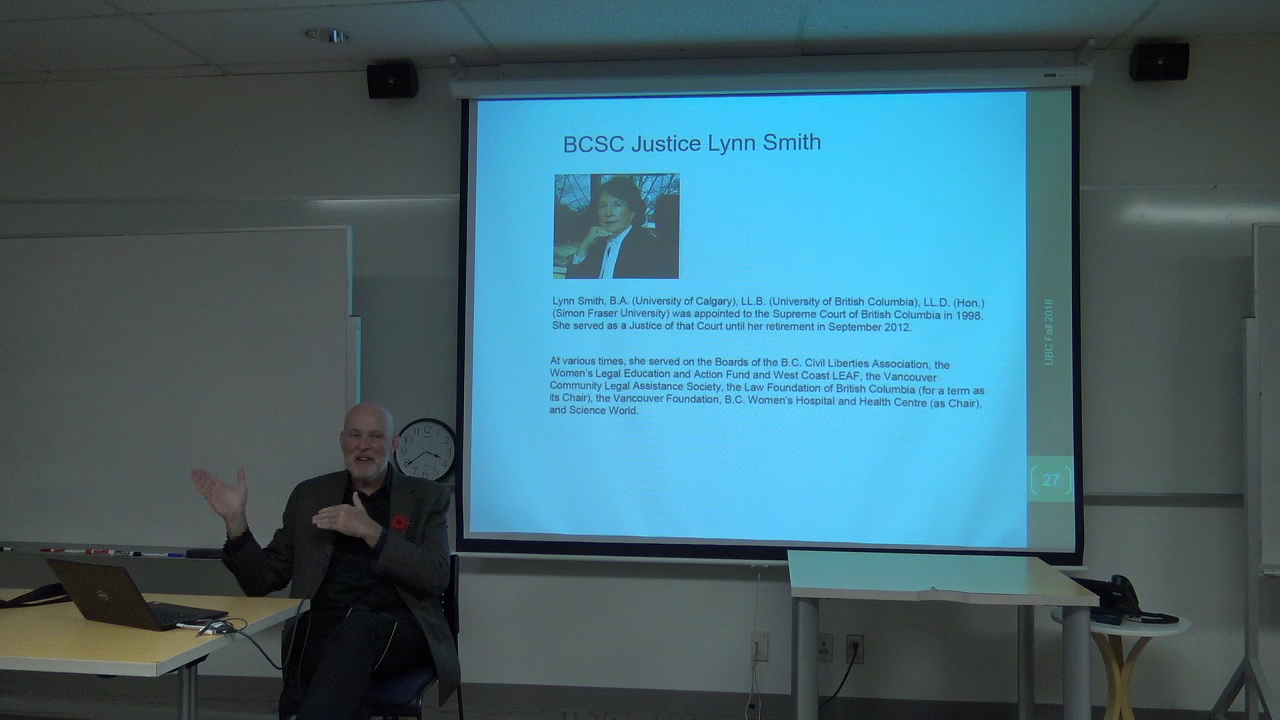 BCSC Justice Lynn Smith
Lynn Smith, B.A. (University of Calgary), LL.B. (University of British Columbia), LL.D. (Hon.)
(Simon Fraser University) was appointed to the Supreme Court of British Columbia in 1998.
She served as a Justice of that Court until her retirement in September 2012.
At various times, she served on the Boards of the B.C. Civil Liberties Association, the
Women's Legal Education and Action Fund and West Coast LEAF, the Vancouver
Community Legal Assistance Society, the Law Foundation of British Columbia (for a term as
its Chair), the Vancouver Foundation, B.C. Women's Hospital and Health Centre (as Chair),
and Science World.
UBC Fall 2018
27